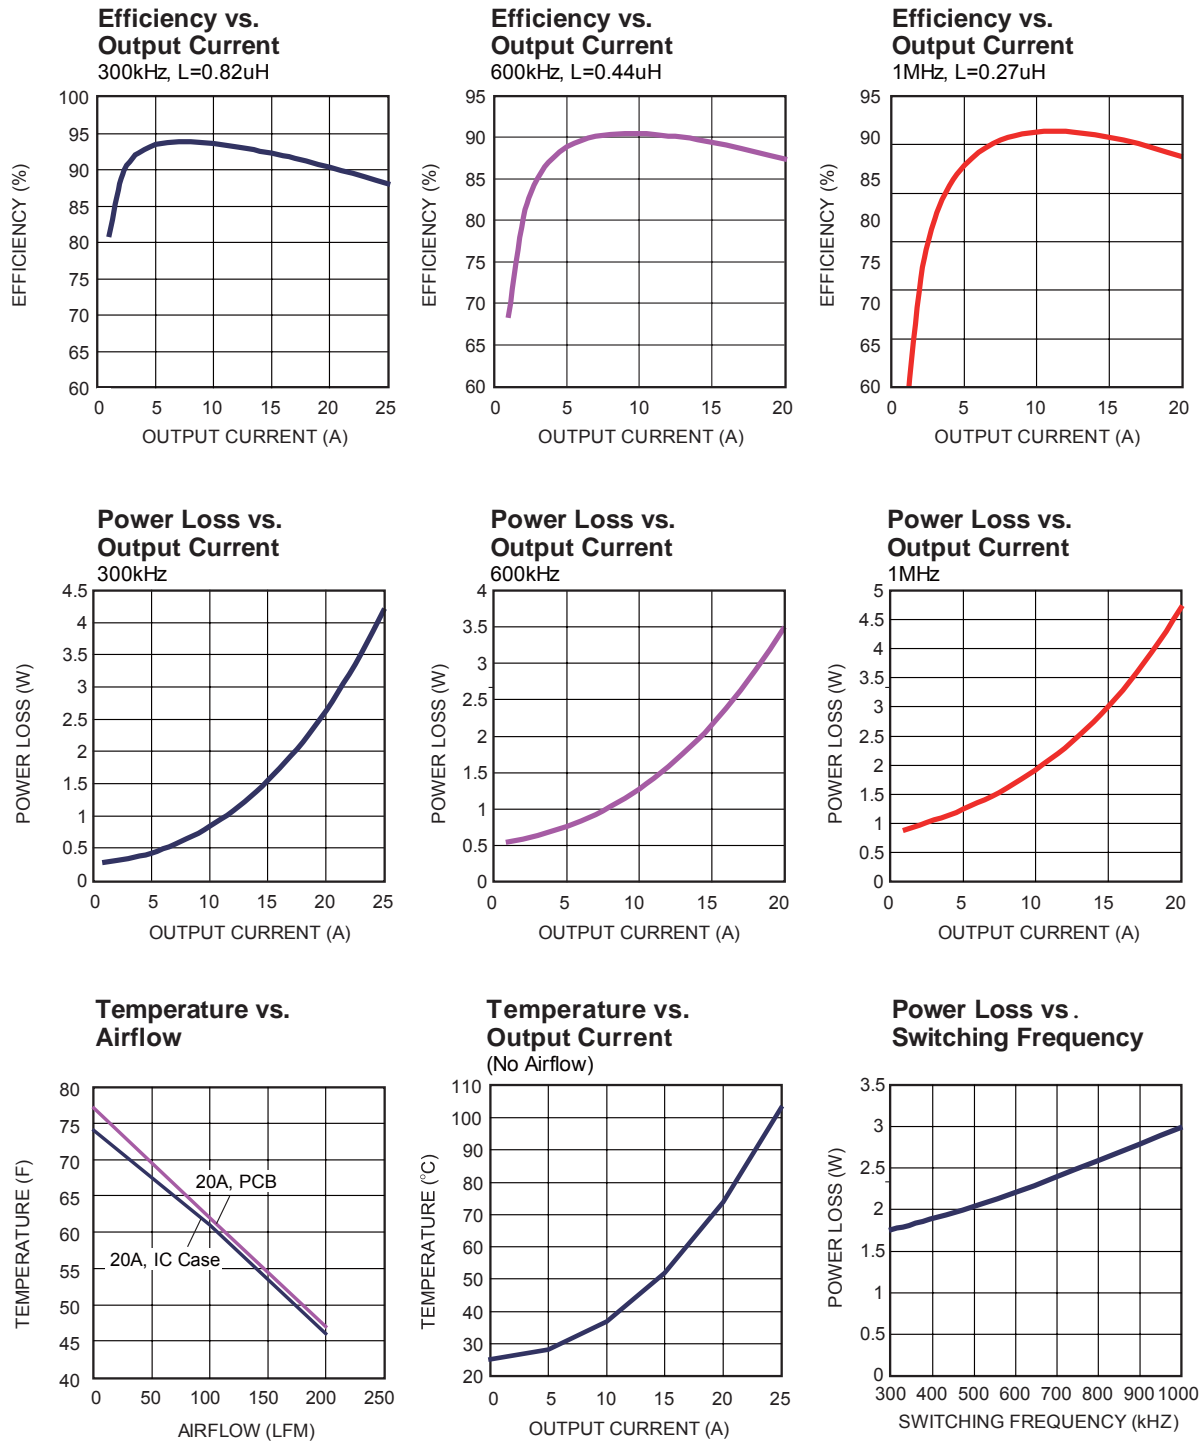 Efficiency vs.
Output Current
300kHz, L=0.82uH
100
95
90
85
80
75
70
65
60
EFFICIENCY (%)
0 5 10 15 20 25
OUTPUT CURRENT (A)
Efficiency vs.
Output Current
600kHz, L=0.44uH
95
90
85
80
75
70
65
60
EFFICIENCY (%)
0 5 10 15 20
OUTPUT CURRENT (A)
Efficiency vs.
Output Current
1MHz, L=0.27uH
95
90
85
80
75
70
65
60
EFFICIENCY (%)
0 5 10 15 20
OUTPUT CURRENT (A)
Power Loss vs.
Output Current
300kHz
4.5
4
3.5
3
2.5
2
1.5
1
0.5
0
POWER LOSS (W)
0 5 10 15 20 25
OUTPUT CURRENT (A)
Power Loss vs.
Output Current
600kHz
4
3.5
3
2.5
2
1.5
1
0.5
0
POWER LOSS (W)
0 5 10 15 20
OUTPUT CURRENT (A)
Power Loss vs.
Output Current
1MHz
5
4.5
4
3.5
3
2.5
2
1.5
1
0.5
0
POWER LOSS (W)
0 5 10 15 20
OUTPUT CURRENT (A)
Temperature vs.
Airflow
80
75
70
65
60
55
50
45
40
TEMPERATURE (F)
20A, PCB
20A, IC Case
0 50 100 150 200 250
AIRFLOW (LFM)
Temperature vs.
Output Current
(No Airflow)
110
100
90
80
70
60
50
40
30
20
TEMPERATURE (°C)
0 5 10 15 20 25
OUTPUT CURRENT (A)
Power Loss vs.
Switching Frequency
3.5
3
2.5
2
1.5
1
0.5
0
POWER LOSS (W)
300 400 500 600 700 800 900 1000
SWITCHING FREQUENCY (kHZ)